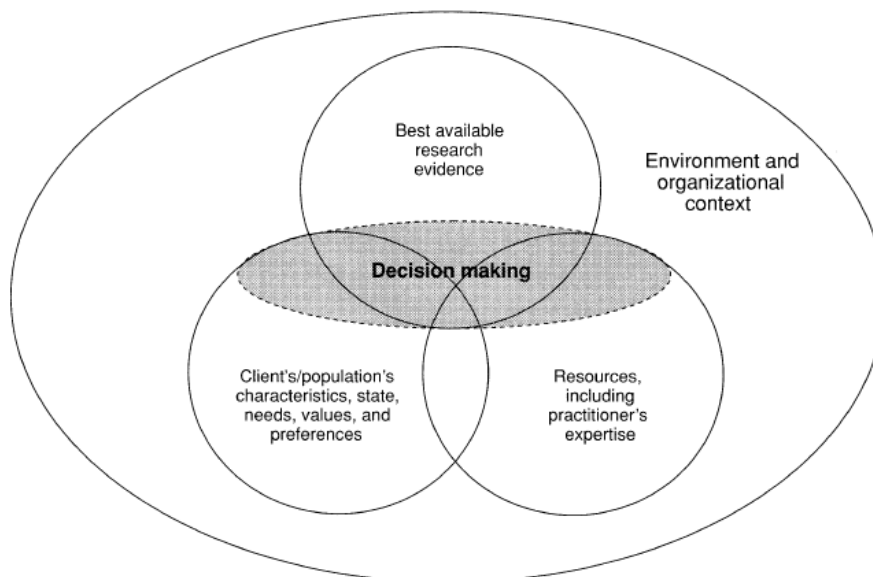 Best available
research
evidence
Environment and
organizational
context
Decision making
Client's/population's
characteristics, state,
needs, values, and
preferences
Resources,
including
practitioner's
expertise